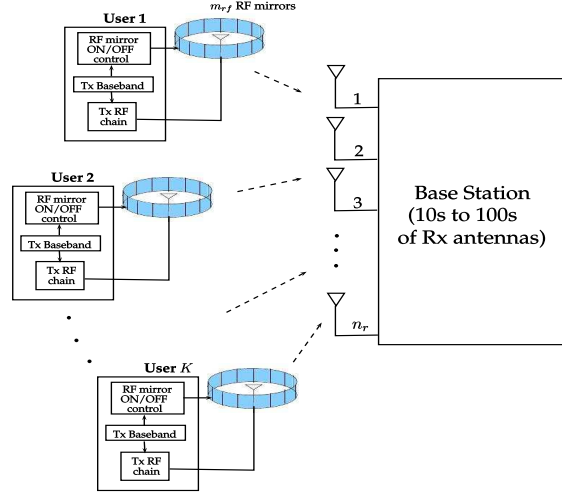 User 1
m_{rf} RF mirrors
RF mirror
ON/OFF
control
Tx Baseband
Tx RF
chain
User 2
RF mirror
ON/OFF
control
Tx Baseband
Tx RF
chain
User K
RF mirror
ON/OFF
control
Tx Baseband
Tx RF
chain
1
2
3
n_r
Base Station
(10s to 100s
of Rx antennas)